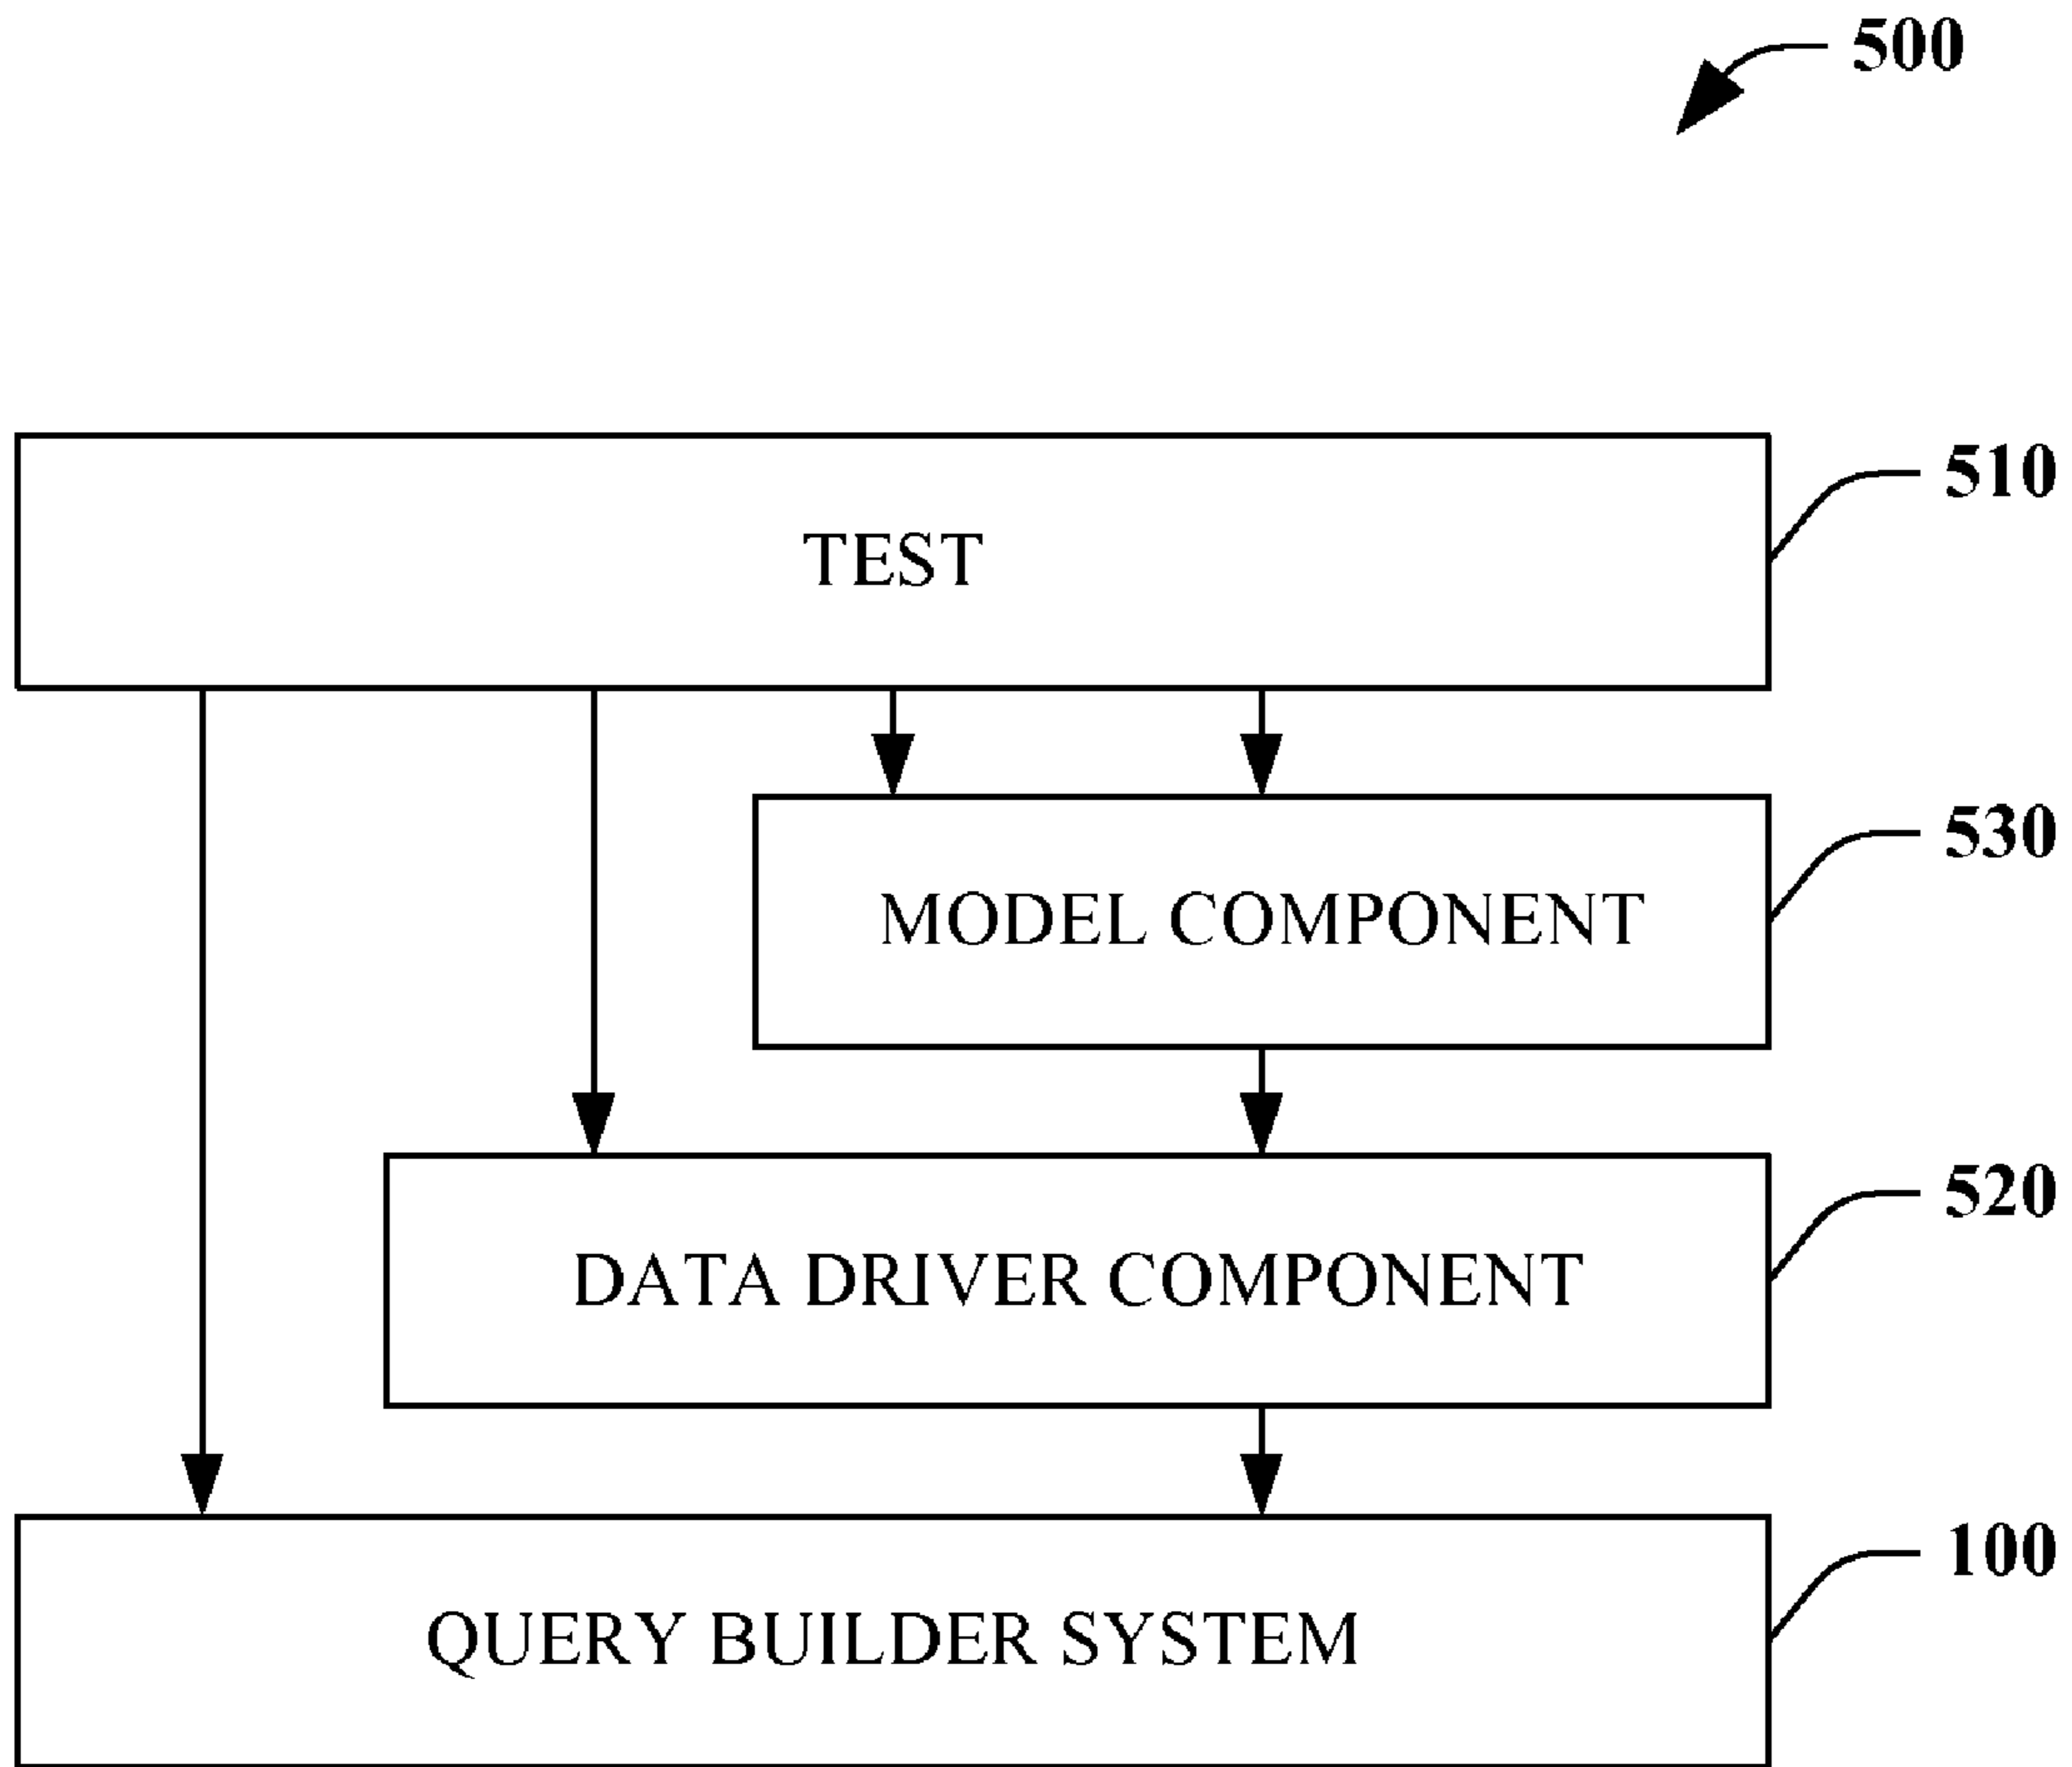 500
510
TEST
530
MODEL COMPONENT
520
DATA DRIVER COMPONENT
100
QUERY BUILDER SYSTEM